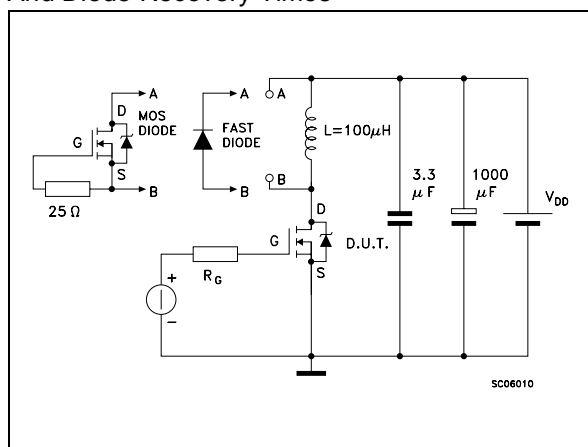 And Diode Recovery Times
A A A
D
MOS
DIODE
FAST
DIODE
L=100μH
G
S
B B B
25 Ω
3.3
μF
1000
μF
VDD
D
G
D.U.T.
S
RG
+
−
SC06010